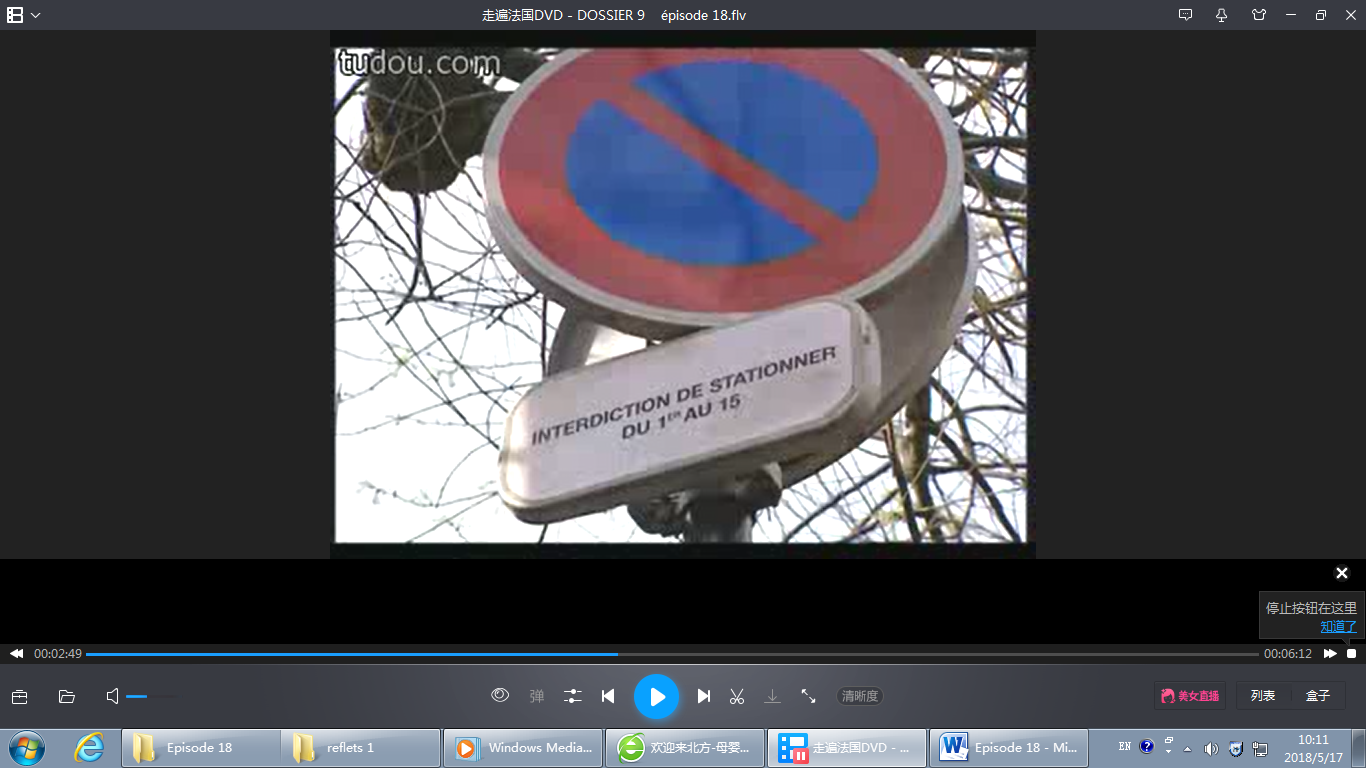 走遍法国DVD - DOSSIER 9 épisode 18.flv
tudou.com
INTERDICTION DE STATIONNER
DU 1ER AU 15
停止按钮在这里
知道了
00:02:49
00:06:12
弹
清晰度
美女直播
列表
盒子
Episode 18
reflets 1
Windows Media...
欢迎来北方-母婴...
走遍法国DVD - ...
Episode 18 - Mi...
EN
10:11
2018/5/17